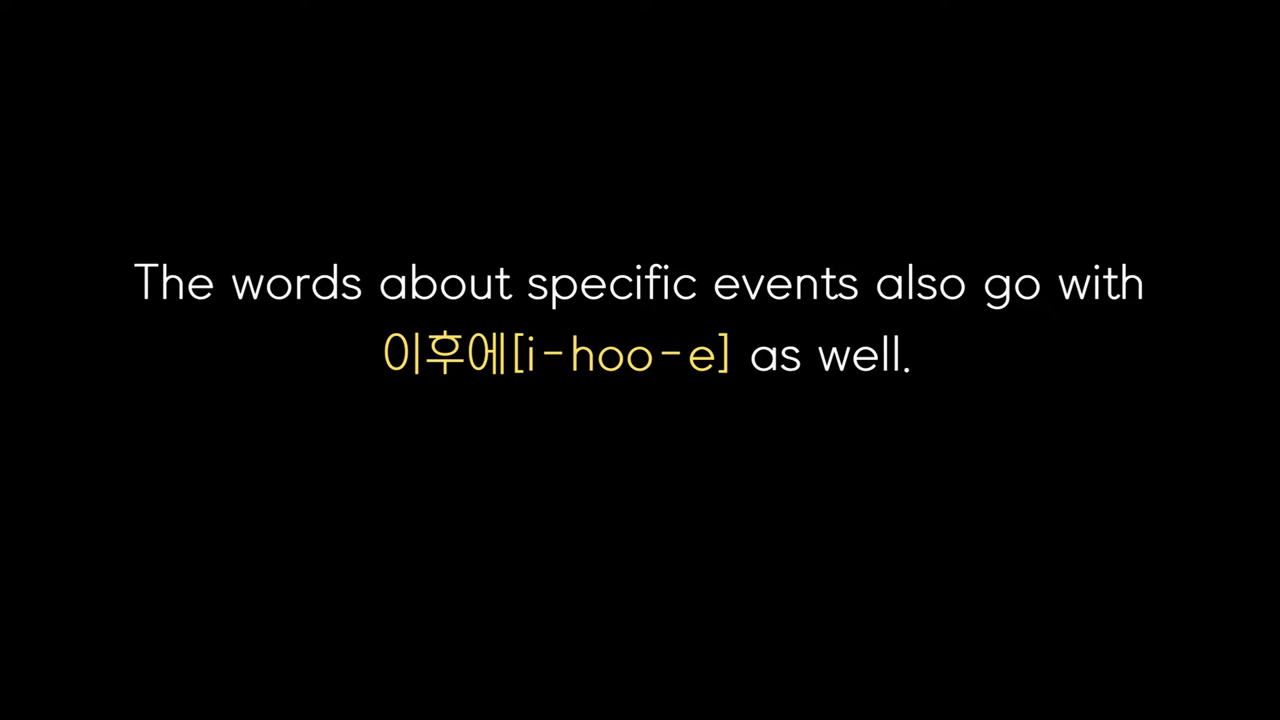 The words about specific events also go with
이후에[i-hoo-e] as well.